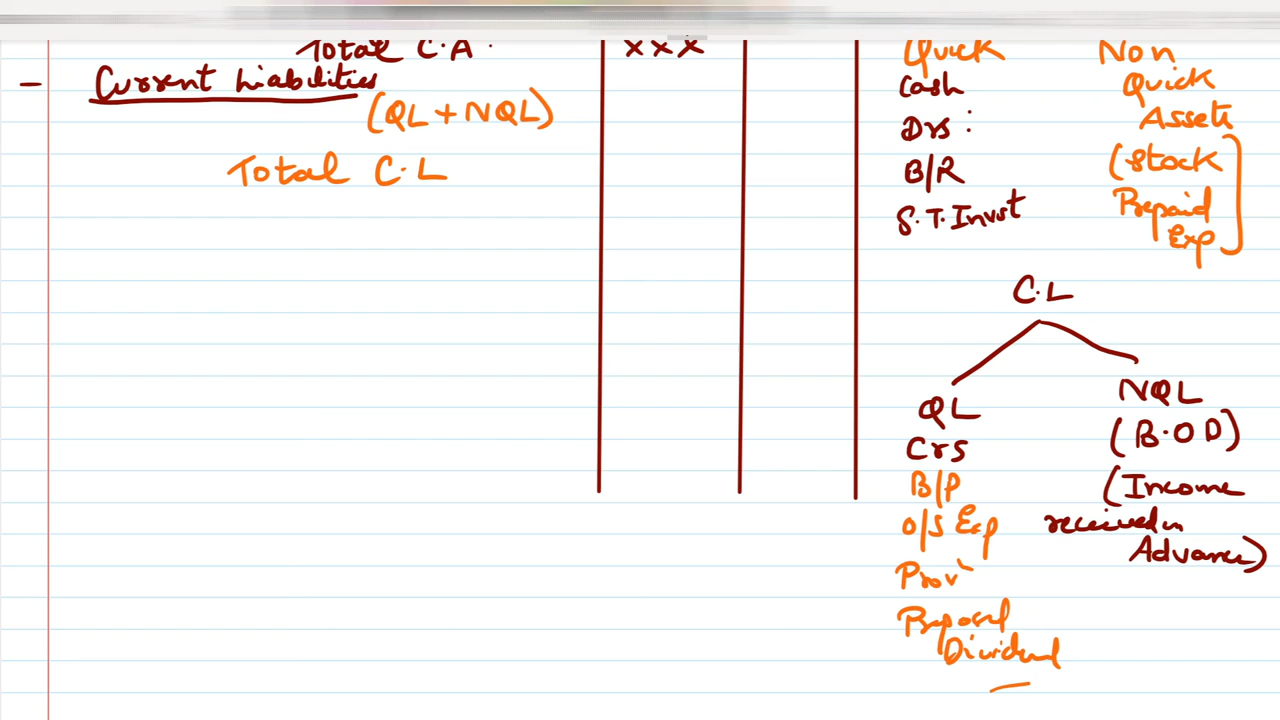 Total C.A. xxx
- Current Liabilities
(QL + NQL)
Total C.L
Quick
Cash
Drs:
B/R
S.T. Invst
Non
Quick
Assets
(Stock
Prepaid
Exp)
C.L
QL
Crs
B/P
O/S Exp
Prov
Proposed
Dividend
NQL
(B.O D)
(Income
received in
Advance)